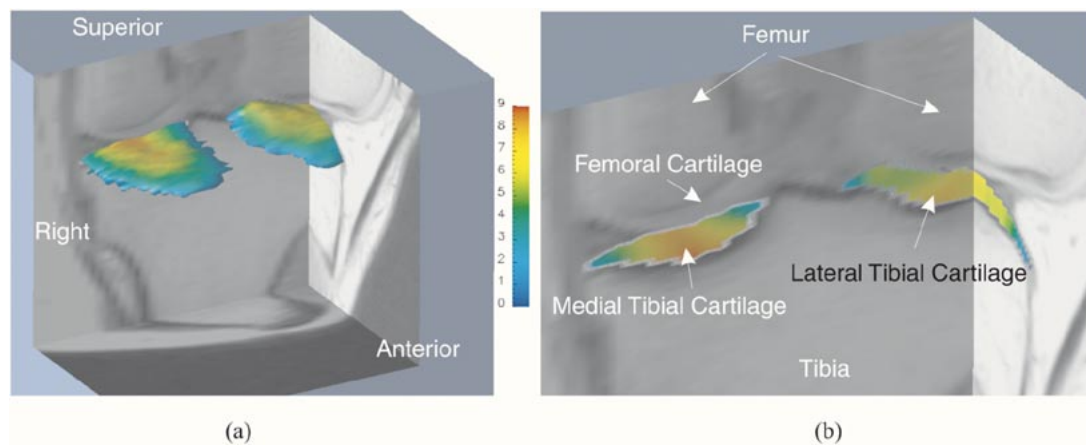 Superior
Right
Anterior
9
8
7
6
5
4
3
2
1
0
(a)
Femur
Femoral Cartilage
Lateral Tibial Cartilage
Medial Tibial Cartilage
Tibia
(b)